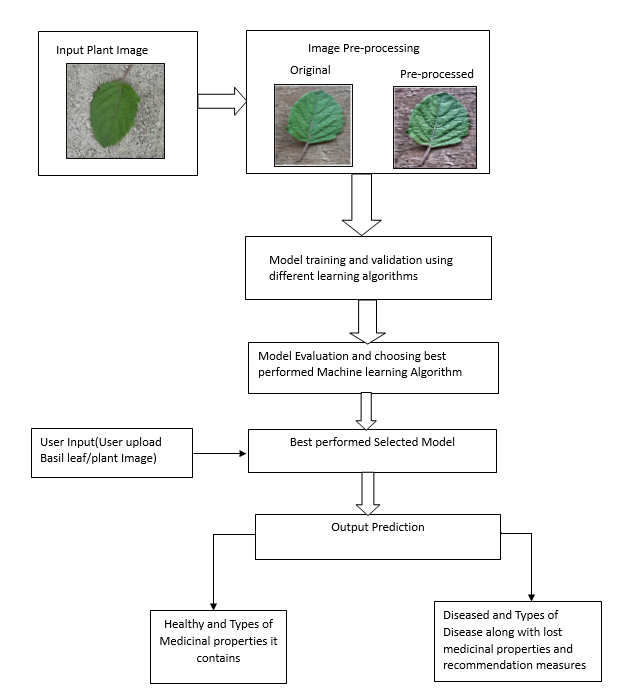 Input Plant Image
Image Pre-processing
Original
Pre-processed
Model training and validation using
different learning algorithms
Model Evaluation and choosing best
performed Machine learning Algorithm
User Input(User upload
Basil leaf/plant Image)
Best performed Selected Model
Output Prediction
Healthy and Types of
Medicinal properties it
contains
Diseased and Types of
Disease along with lost
medicinal properties and
recommendation measures